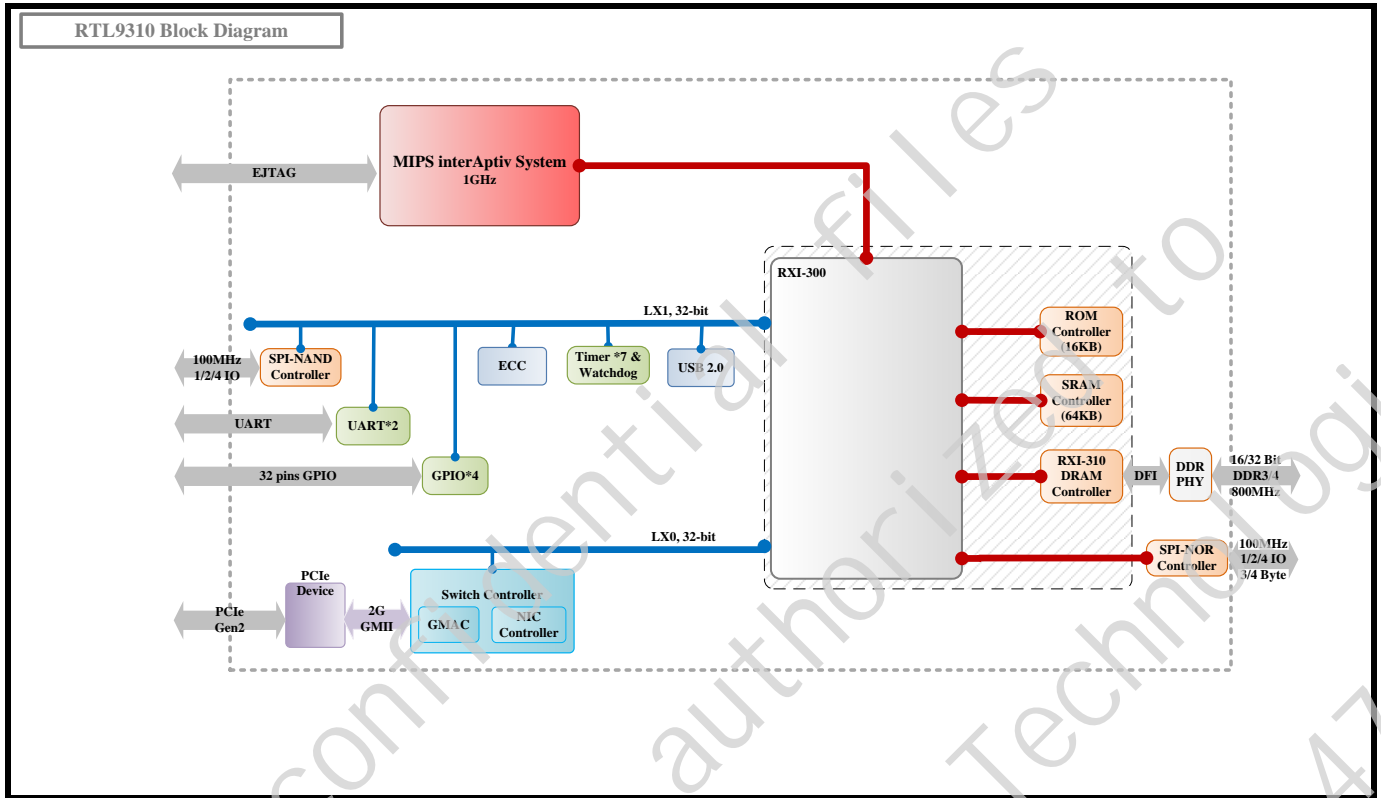 RTL9310 Block Diagram
MIPS interAptiv System
1GHz
EJTAG
RXI-300
LX1, 32-bit
100MHz
1/2/4 IO
SPI-NAND
Controller
ECC
Timer *7 &
Watchdog
USB 2.0
UART
UART*2
32 pins GPIO
GPIO*4
ROM
Controller
(16KB)
SRAM
Controller
(64KB)
RXI-310
DRAM
Controller
DFI
DDR
PHY
16/32 Bit
DDR3/4
800MHz
LX0, 32-bit
SPI-NOR
Controller
100MHz
1/2/4 IO
3/4 Byte
PCIe
Gen2
PCIe
Device
2G
GMII
Switch Controller
GMAC
NIC
Controller
confidential files
authorized to
Technologi
47